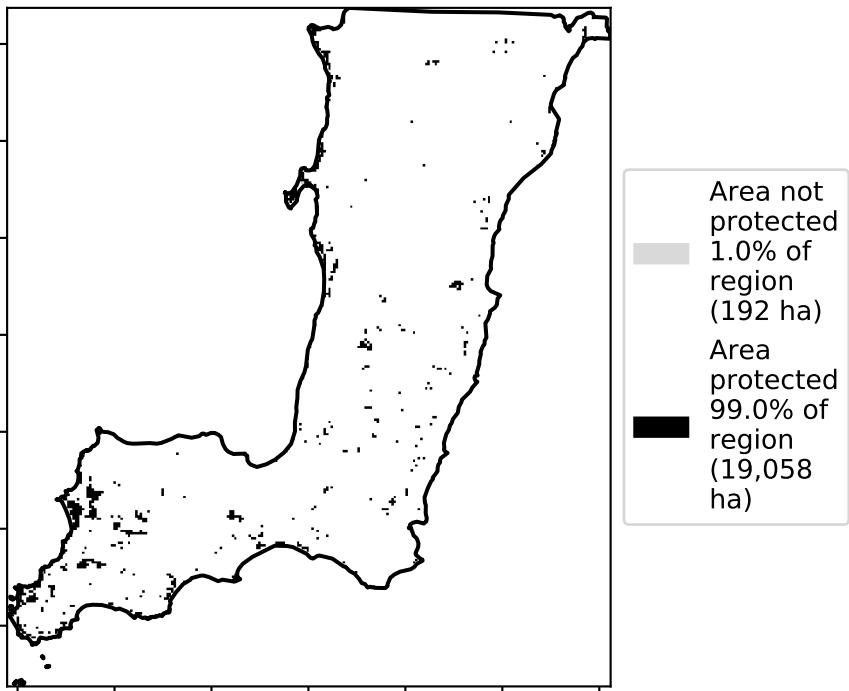 Area not
protected
1.0% of
region
(192 ha)
Area
protected
99.0% of
region
(19,058
ha)